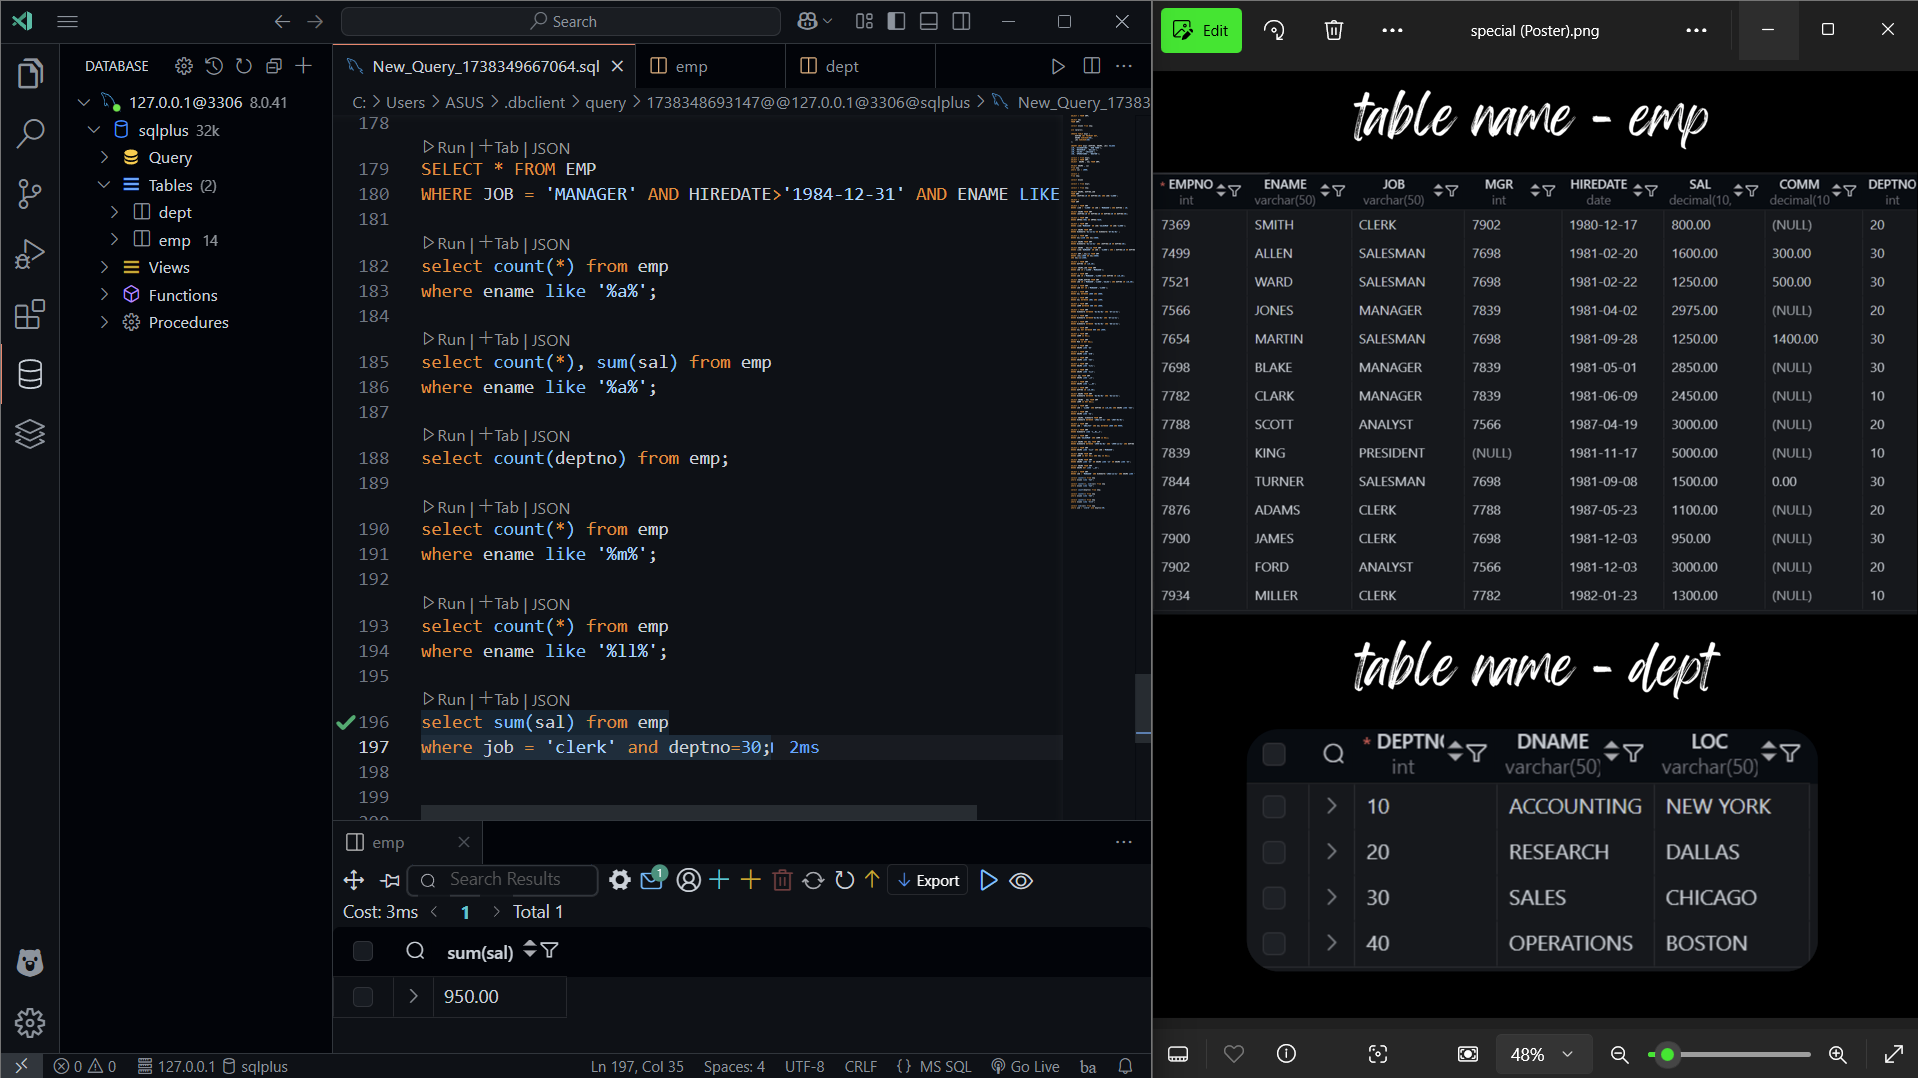 Search
DATABASE
127.0.0.1@3306 8.0.41
sqlplus 32k
Query
Tables (2)
dept
emp 14
Views
Functions
Procedures
New_Query_1738349667064.sql
emp
dept
C: > Users > ASUS > .dbclient > query > 1738348693147@@127.0.0.1@3306@sqlplus > New_Query_17383
178
Run | +Tab | JSON
179 SELECT * FROM EMP
180 WHERE JOB = 'MANAGER' AND HIREDATE>'1984-12-31' AND ENAME LIKE
181
Run | +Tab | JSON
182 select count(*) from emp
183 where ename like '%a%';
184
Run | +Tab | JSON
185 select count(*), sum(sal) from emp
186 where ename like '%a%';
187
Run | +Tab | JSON
188 select count(deptno) from emp;
189
Run | +Tab | JSON
190 select count(*) from emp
191 where ename like '%m%';
192
Run | +Tab | JSON
193 select count(*) from emp
194 where ename like '%ll%';
195
Run | +Tab | JSON
196 select sum(sal) from emp
197 where job = 'clerk' and deptno=30; 2ms
198
199
emp
Search Results
1
Export
Cost: 3ms < 1 > Total 1
sum(sal)
950.00
0 0 127.0.0.1 sqlplus Ln 197, Col 35 Spaces: 4 UTF-8 CRLF {} MS SQL Go Live ba
Edit
special (Poster).png
table name - emp
* EMPNO ENAME JOB MGR HIREDATE SAL COMM DEPTNO
int varchar(50) varchar(50) int date decimal(10, decimal(10 int
7369 SMITH CLERK 7902 1980-12-17 800.00 (NULL) 20
7499 ALLEN SALESMAN 7698 1981-02-20 1600.00 300.00 30
7521 WARD SALESMAN 7698 1981-02-22 1250.00 500.00 30
7566 JONES MANAGER 7839 1981-04-02 2975.00 (NULL) 20
7654 MARTIN SALESMAN 7698 1981-09-28 1250.00 1400.00 30
7698 BLAKE MANAGER 7839 1981-05-01 2850.00 (NULL) 30
7782 CLARK MANAGER 7839 1981-06-09 2450.00 (NULL) 10
7788 SCOTT ANALYST 7566 1987-04-19 3000.00 (NULL) 20
7839 KING PRESIDENT (NULL) 1981-11-17 5000.00 (NULL) 10
7844 TURNER SALESMAN 7698 1981-09-08 1500.00 0.00 30
7876 ADAMS CLERK 7788 1987-05-23 1100.00 (NULL) 20
7900 JAMES CLERK 7698 1981-12-03 950.00 (NULL) 30
7902 FORD ANALYST 7566 1981-12-03 3000.00 (NULL) 20
7934 MILLER CLERK 7782 1982-01-23 1300.00 (NULL) 10
table name - dept
* DEPTNO DNAME LOC
int varchar(50) varchar(50)
10 ACCOUNTING NEW YORK
20 RESEARCH DALLAS
30 SALES CHICAGO
40 OPERATIONS BOSTON
48%